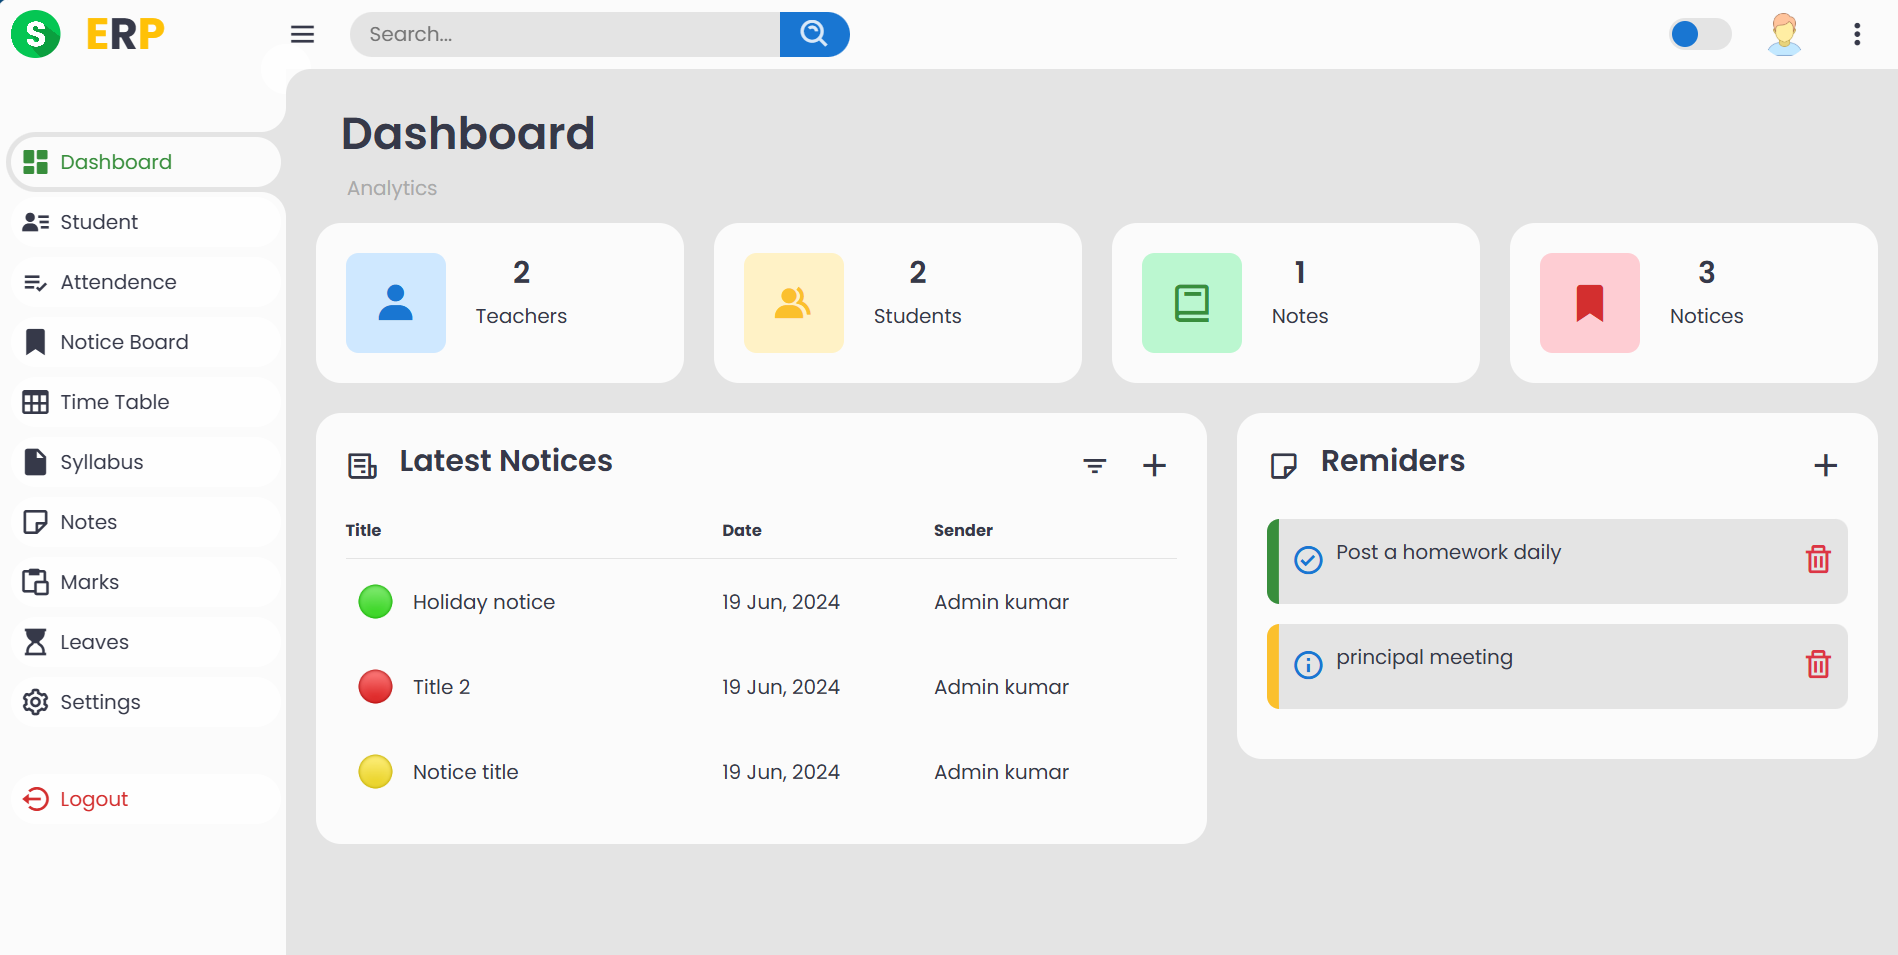 S ERP
Search...
Dashboard
Student
Attendence
Notice Board
Time Table
Syllabus
Notes
Marks
Leaves
Settings
Logout
Dashboard
Analytics
2
Teachers
2
Students
1
Notes
3
Notices
Latest Notices
Title Date Sender
Holiday notice 19 Jun, 2024 Admin kumar
Title 2 19 Jun, 2024 Admin kumar
Notice title 19 Jun, 2024 Admin kumar
Remiders
Post a homework daily
principal meeting